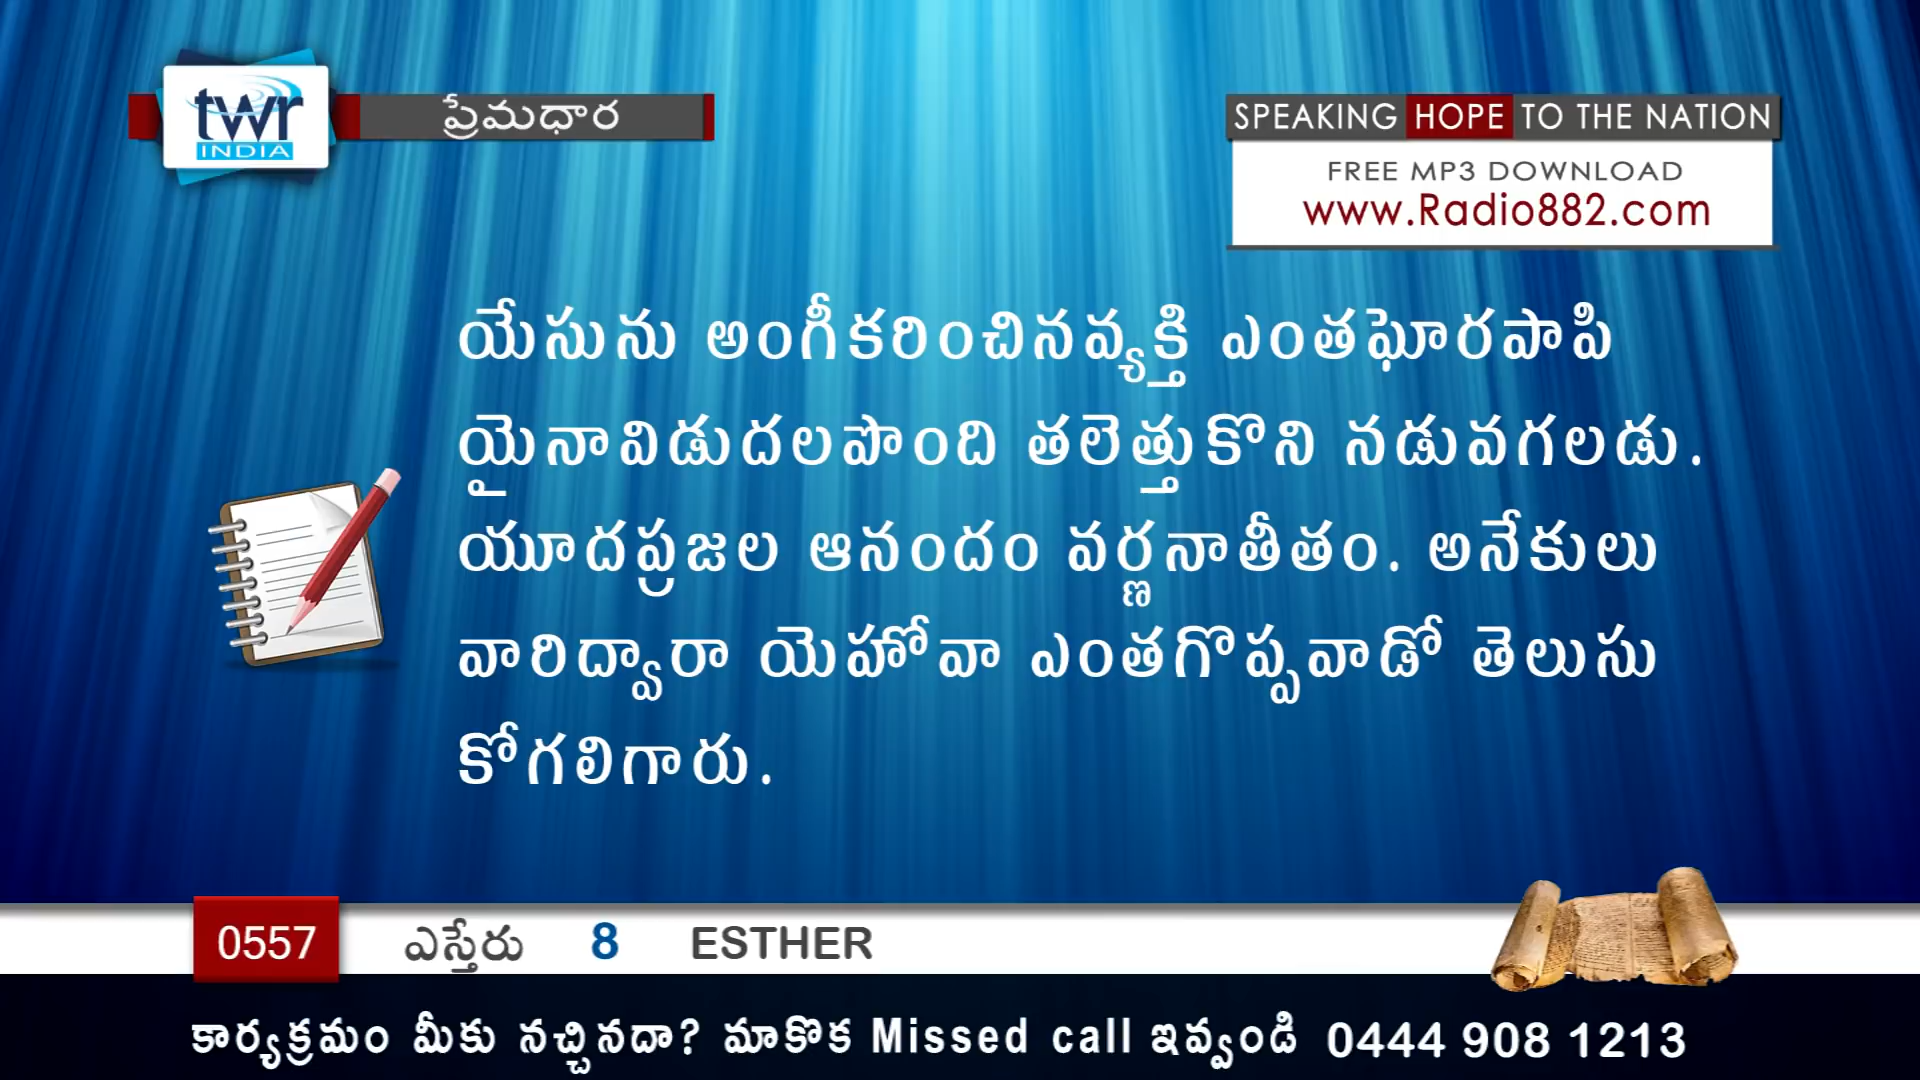 twr
INDIA
ప్రేమధార
SPEAKING HOPE TO THE NATION
FREE MP3 DOWNLOAD
www.Radio882.com
యేసును అంగీకరించినవ్యక్తి ఎంతఘోరపాపి
యైనావిడుదలపొంది తలెత్తుకొని నడువగలడు.
యూదప్రజల ఆనందం వర్ణనాతీతం. అనేకులు
వారిద్వారా యెహోవా ఎంతగొప్పవాడో తెలుసు
కోగలిగారు.
0557 ఎస్తేరు 8 ESTHER
కార్యక్రమం మీకు నచ్చినదా? మాకొక Missed call ఇవ్వండి 0444 908 1213